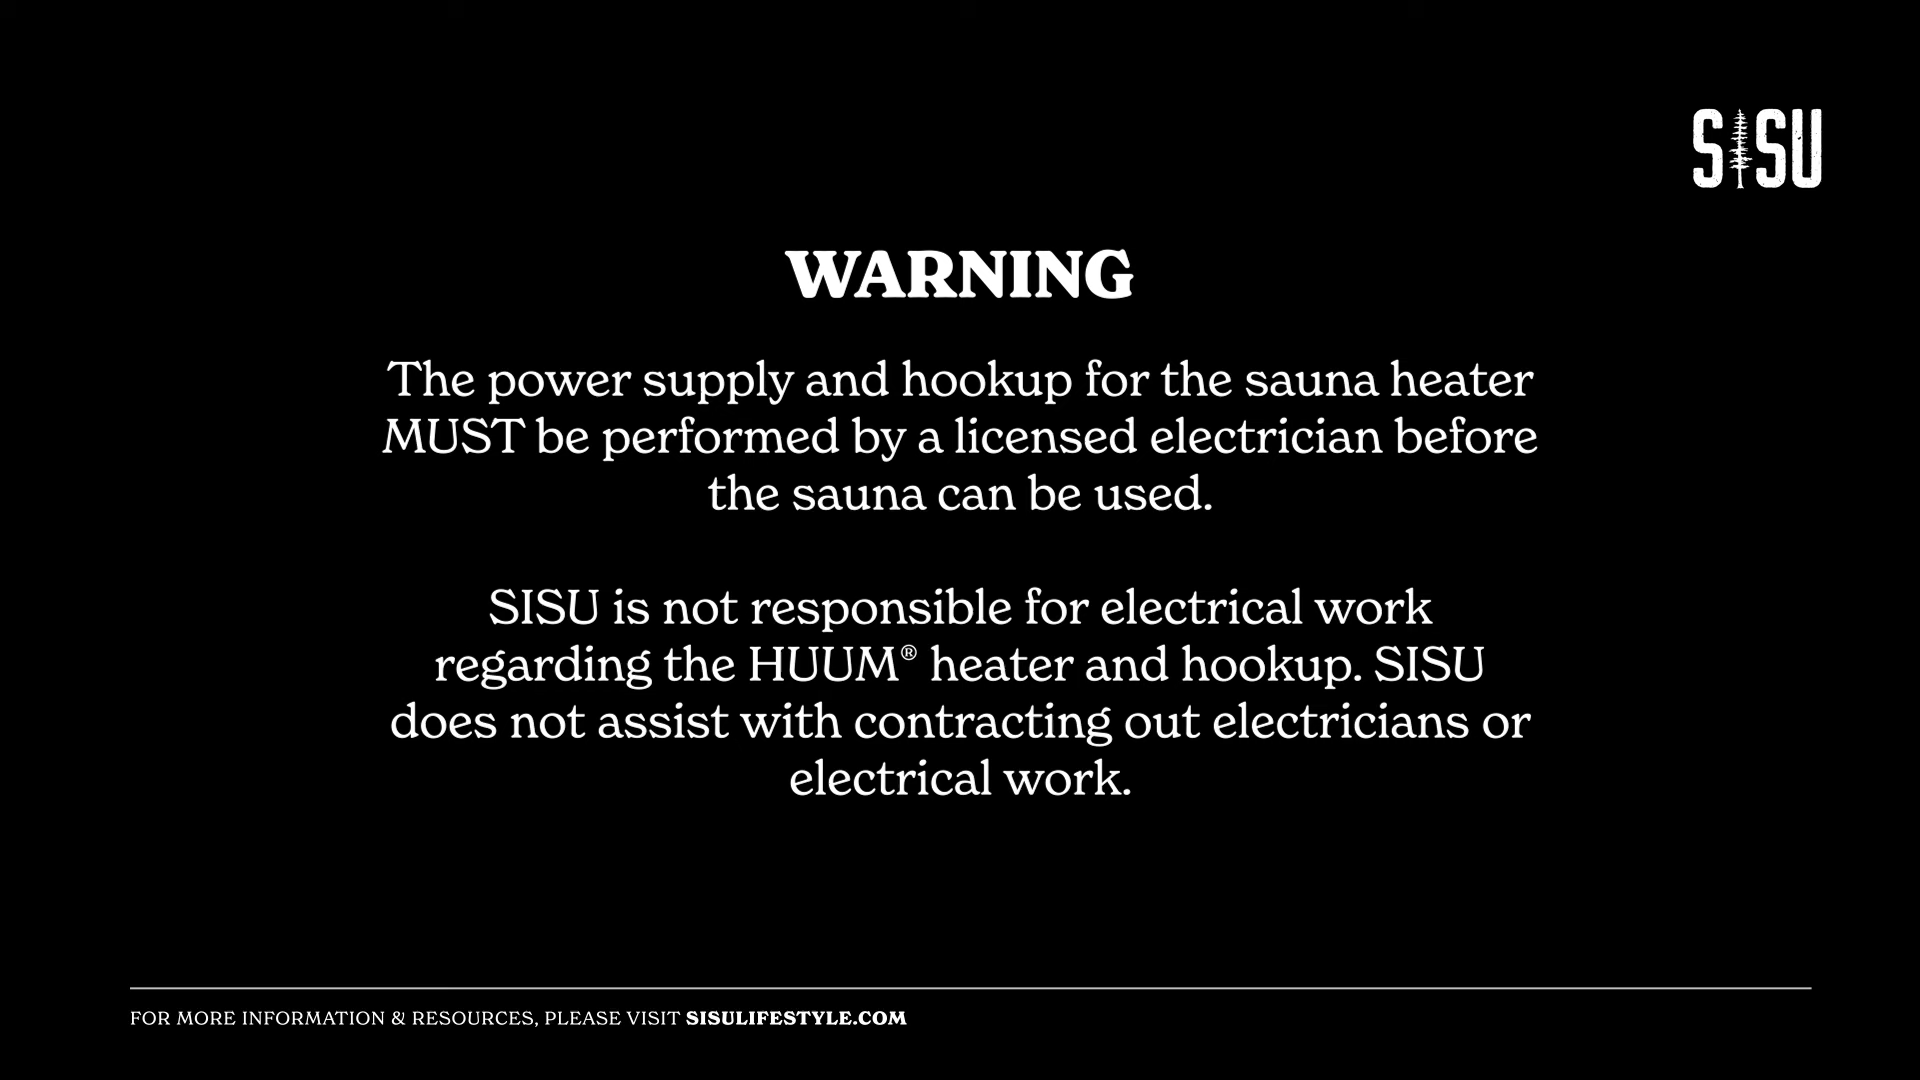 SISU
WARNING
The power supply and hookup for the sauna heater
MUST be performed by a licensed electrician before
the sauna can be used.
SISU is not responsible for electrical work
regarding the HUUM® heater and hookup. SISU
does not assist with contracting out electricians or
electrical work.
FOR MORE INFORMATION & RESOURCES, PLEASE VISIT SISULIFESTYLE.COM